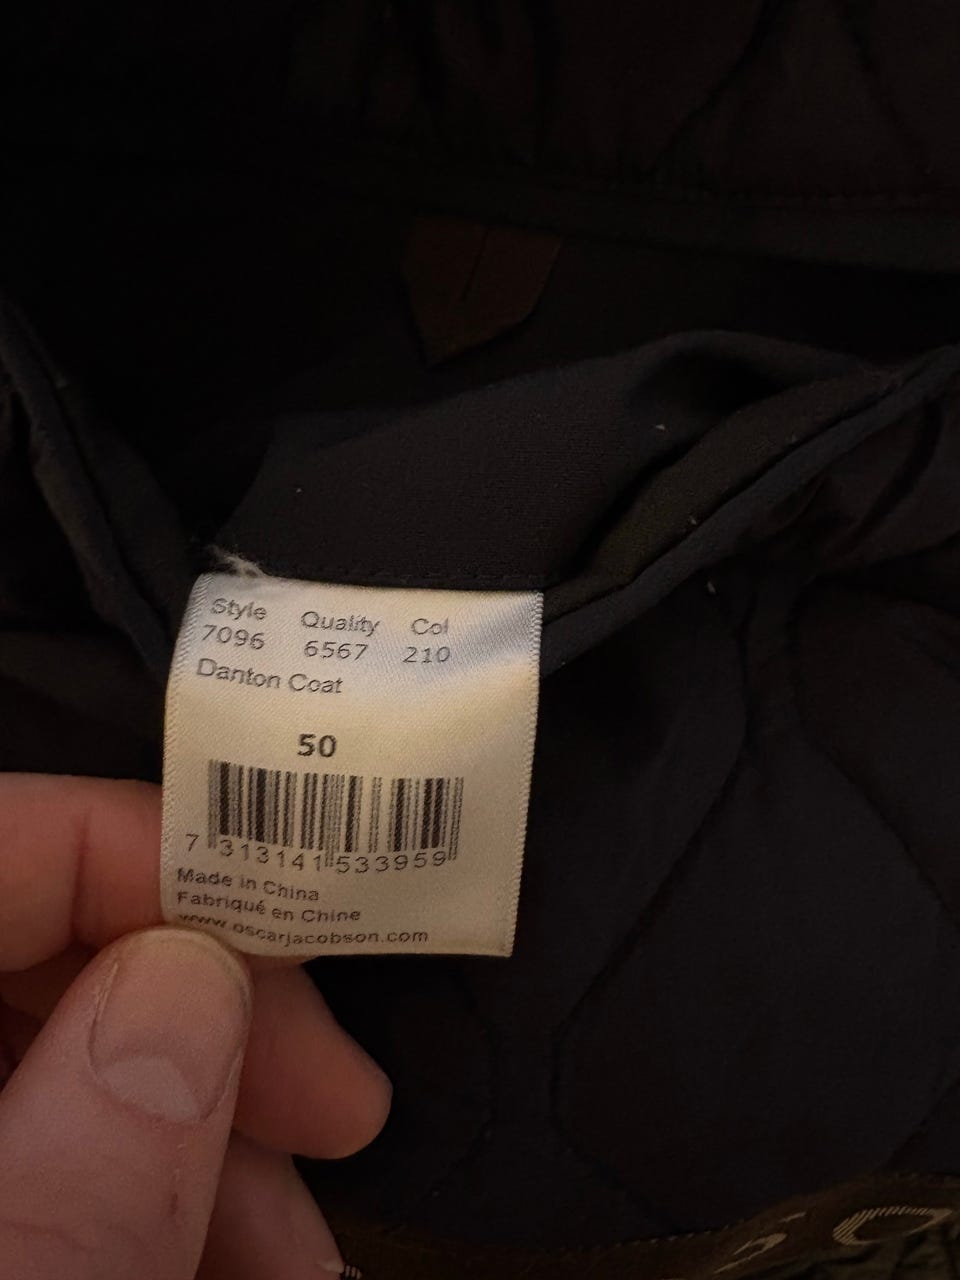 Style Quality Col
7096 6567 210
Danton Coat
50
7 313141 533959
Made in China
Fabriqué en Chine
www.oscarjacobson.com